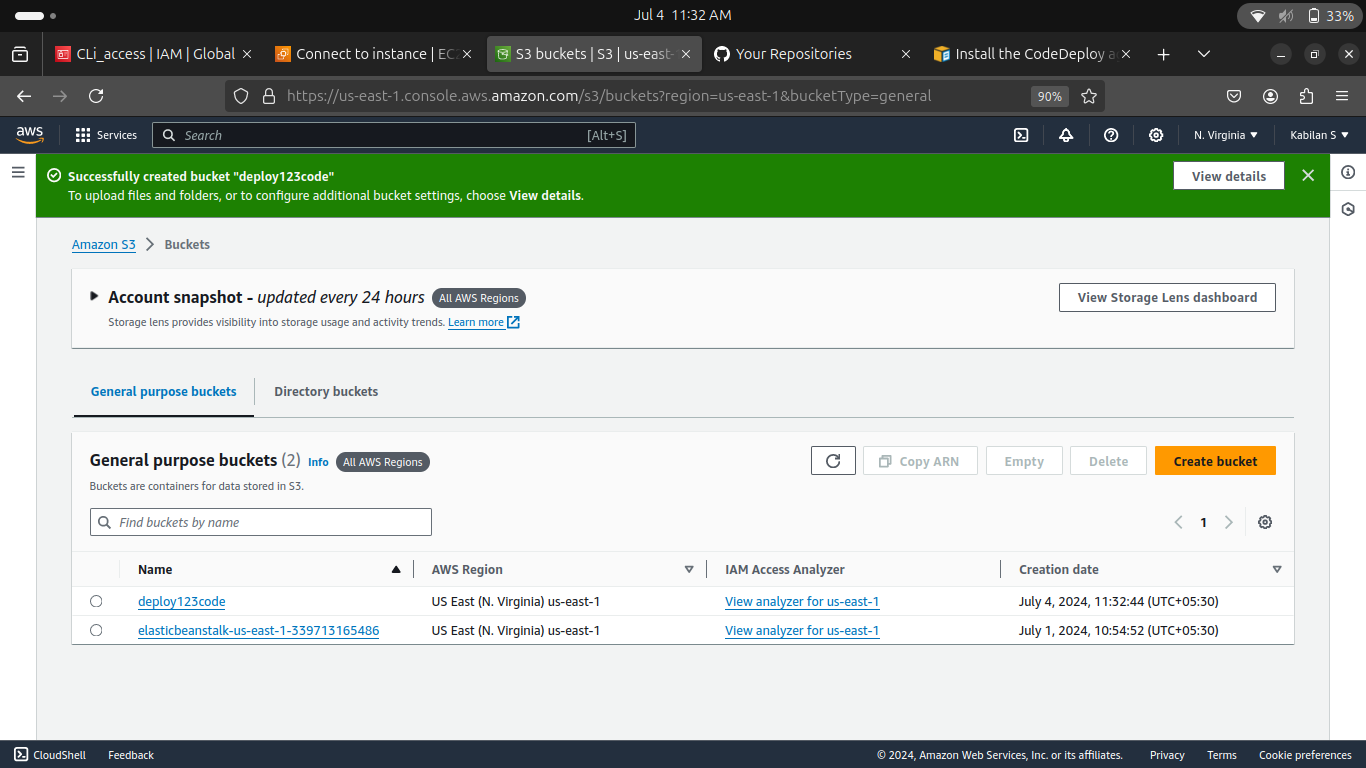 Jul 4 11:32 AM
33%
CLi_access | IAM | Global
Connect to instance | EC2
S3 buckets | S3 | us-east-
Your Repositories
Install the CodeDeploy a
https://us-east-1.console.aws.amazon.com/s3/buckets?region=us-east-1&bucketType=general
90%
aws
Services
Search
[Alt+S]
N. Virginia
Kabilan S
Successfully created bucket "deploy123code"
To upload files and folders, or to configure additional bucket settings, choose View details.
View details
Amazon S3
Buckets
Account snapshot - updated every 24 hours
All AWS Regions
Storage lens provides visibility into storage usage and activity trends. Learn more
View Storage Lens dashboard
General purpose buckets
Directory buckets
General purpose buckets (2) Info
All AWS Regions
Buckets are containers for data stored in S3.
Copy ARN
Empty
Delete
Create bucket
Find buckets by name
1
Name
AWS Region
IAM Access Analyzer
Creation date
deploy123code
US East (N. Virginia) us-east-1
View analyzer for us-east-1
July 4, 2024, 11:32:44 (UTC+05:30)
elasticbeanstalk-us-east-1-339713165486
US East (N. Virginia) us-east-1
View analyzer for us-east-1
July 1, 2024, 10:54:52 (UTC+05:30)
CloudShell
Feedback
© 2024, Amazon Web Services, Inc. or its affiliates.
Privacy
Terms
Cookie preferences